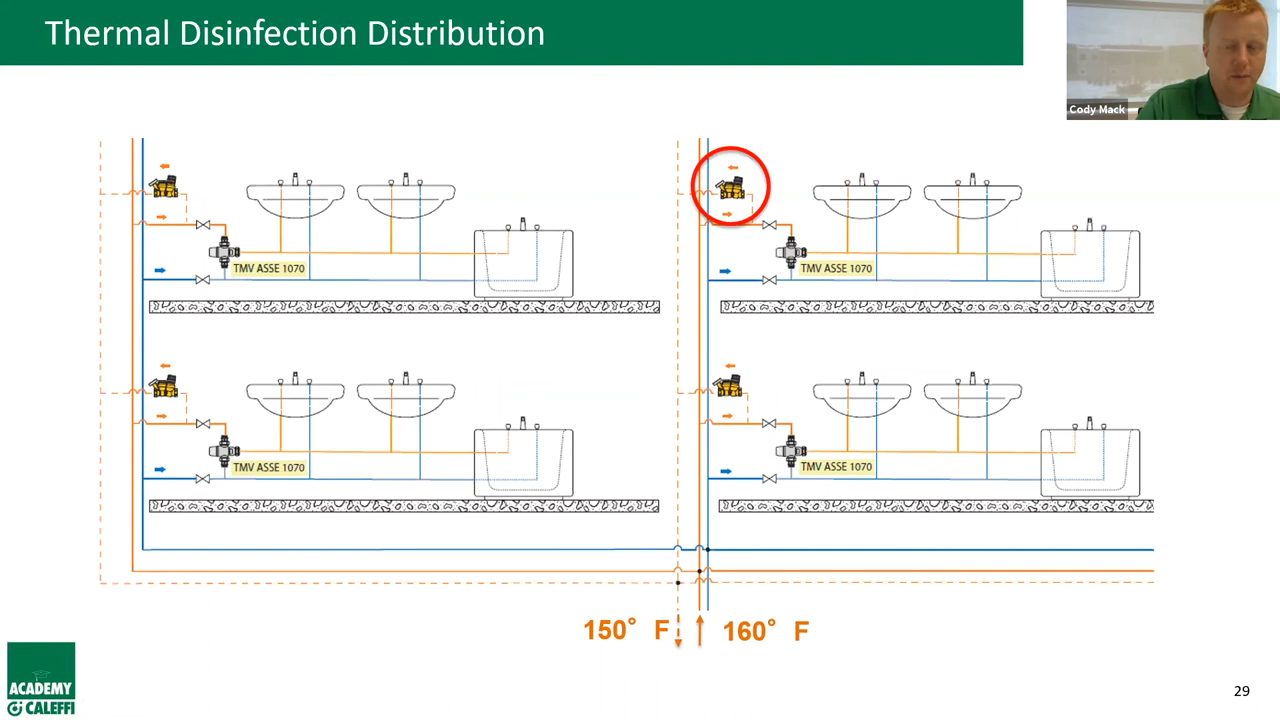 Thermal Disinfection Distribution
Cody Mack
TMV ASSE 1070
TMV ASSE 1070
TMV ASSE 1070
TMV ASSE 1070
150° F
160° F
ACADEMY
CALEFFI
29